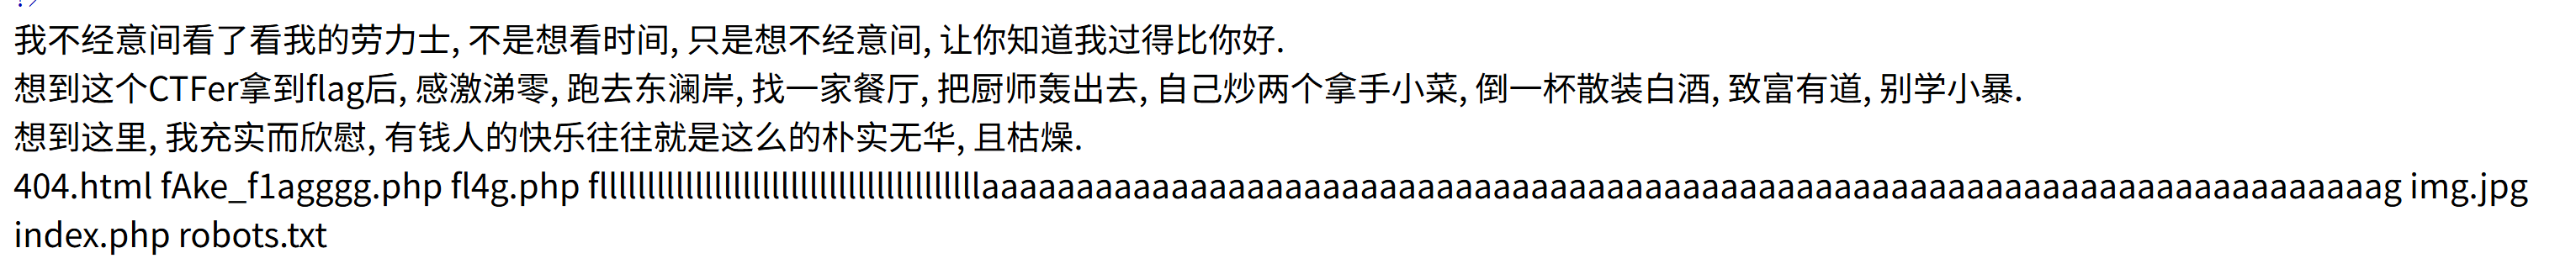 ?>
我不经意间看了看我的劳力士, 不是想看时间, 只是想不经意间, 让你知道我过得比你好.
想到这个CTFer拿到flag后, 感激涕零, 跑去东澜岸, 找一家餐厅, 把厨师轰出去, 自己炒两个拿手小菜, 倒一杯散装白酒, 致富有道, 别学小暴.
想到这里, 我充实而欣慰, 有钱人的快乐往往就是这么的朴实无华, 且枯燥.
404.html fAke_f1agggg.php fl4g.php fllllllllllllllllllllllllllllllllllllllllaaaaaaaaaaaaaaaaaaaaaaaaaaaaaaaaaaaaaaaaaaaaaaaaaaaaaaaaaaaaaaaaaaaaaaaaaag img.jpg
index.php robots.txt